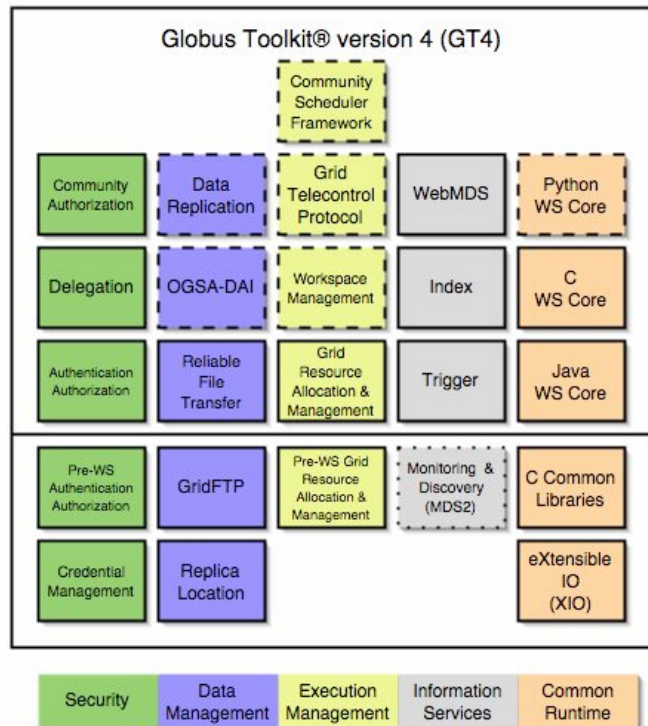 Globus Toolkit® version 4 (GT4)
Community
Scheduler
Framework
Community
Authorization
Data
Replication
Grid
Telecontrol
Protocol
WebMDS
Python
WS Core
Delegation
OGSA-DAI
Workspace
Management
Index
C
WS Core
Authentication
Authorization
Reliable
File
Transfer
Grid
Resource
Allocation &
Management
Trigger
Java
WS Core
Pre-WS
Authentication
Authorization
GridFTP
Pre-WS Grid
Resource
Allocation &
Management
Monitoring &
Discovery
(MDS2)
C Common
Libraries
Credential
Management
Replica
Location
eXtensible
IO
(XIO)
Security
Data
Management
Execution
Management
Information
Services
Common
Runtime